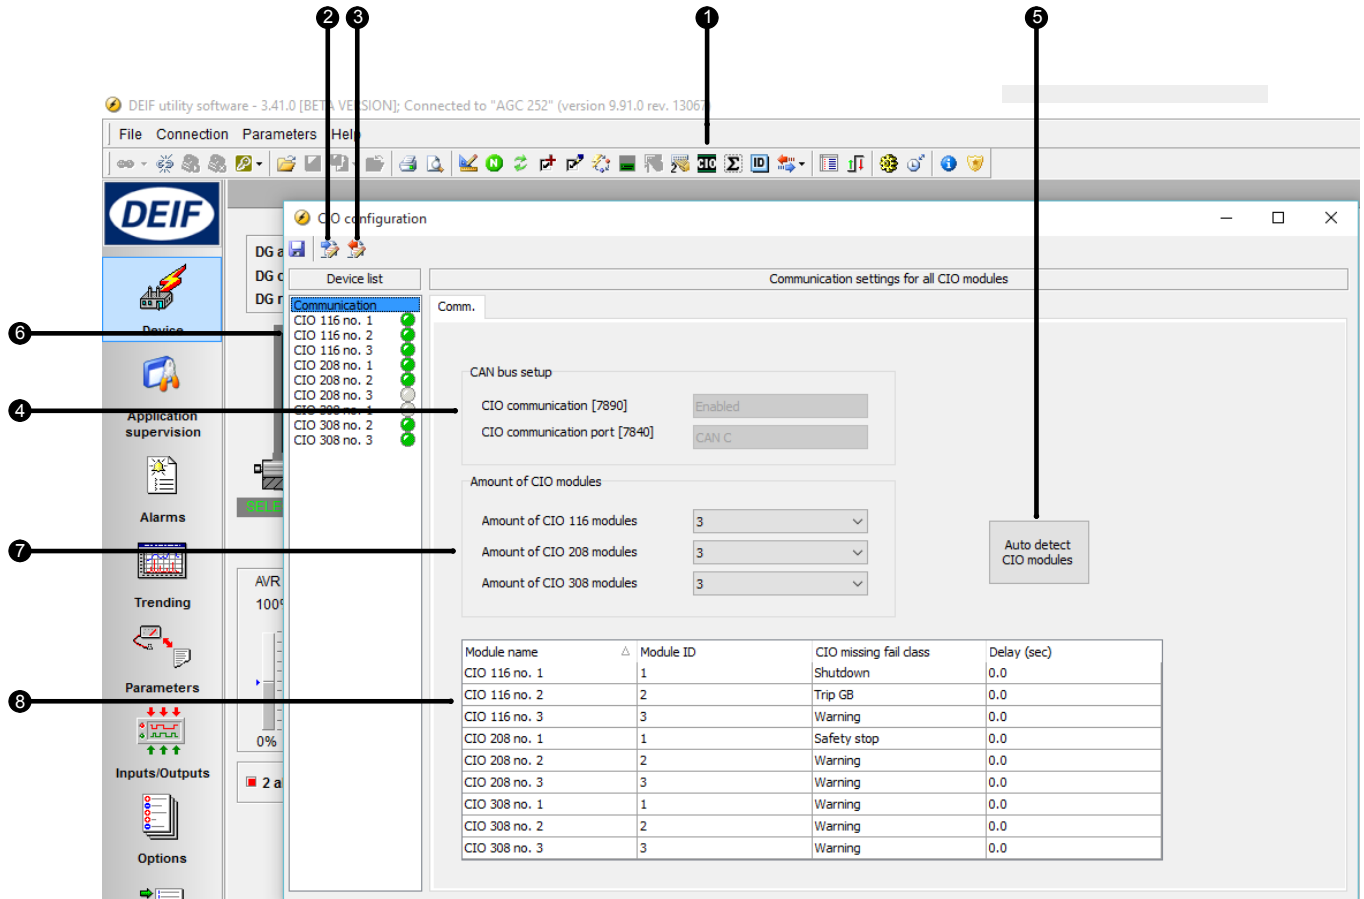 2 3 1 5
DEIF utility software - 3.41.0 [BETA VERSION]; Connected to "AGC 252" (version 9.91.0 rev. 13067)
File Connection Parameters Help
N 2s CIO Σ ID
DEIF
CIO configuration
DG a
DG
DG r
Device list
Communication settings for all CIO modules
Communication
CIO 116 no. 1
CIO 116 no. 2
CIO 116 no. 3
CIO 208 no. 1
CIO 208 no. 2
CIO 208 no. 3
CIO 308 no. 1
CIO 308 no. 2
CIO 308 no. 3
Comm.
6
4
7
8
Device
Application
supervision
Alarms
Trending
Parameters
Inputs/Outputs
Options
SELE
AVR
100%
0%
2 al
CAN bus setup
CIO communication [7890] Enabled
CIO communication port [7840] CAN C
Amount of CIO modules
Amount of CIO 116 modules 3
Amount of CIO 208 modules 3
Amount of CIO 308 modules 3
Auto detect
CIO modules
Module name Module ID CIO missing fail class Delay (sec)
CIO 116 no. 1 1 Shutdown 0.0
CIO 116 no. 2 2 Trip GB 0.0
CIO 116 no. 3 3 Warning 0.0
CIO 208 no. 1 1 Safety stop 0.0
CIO 208 no. 2 2 Warning 0.0
CIO 208 no. 3 3 Warning 0.0
CIO 308 no. 1 1 Warning 0.0
CIO 308 no. 2 2 Warning 0.0
CIO 308 no. 3 3 Warning 0.0